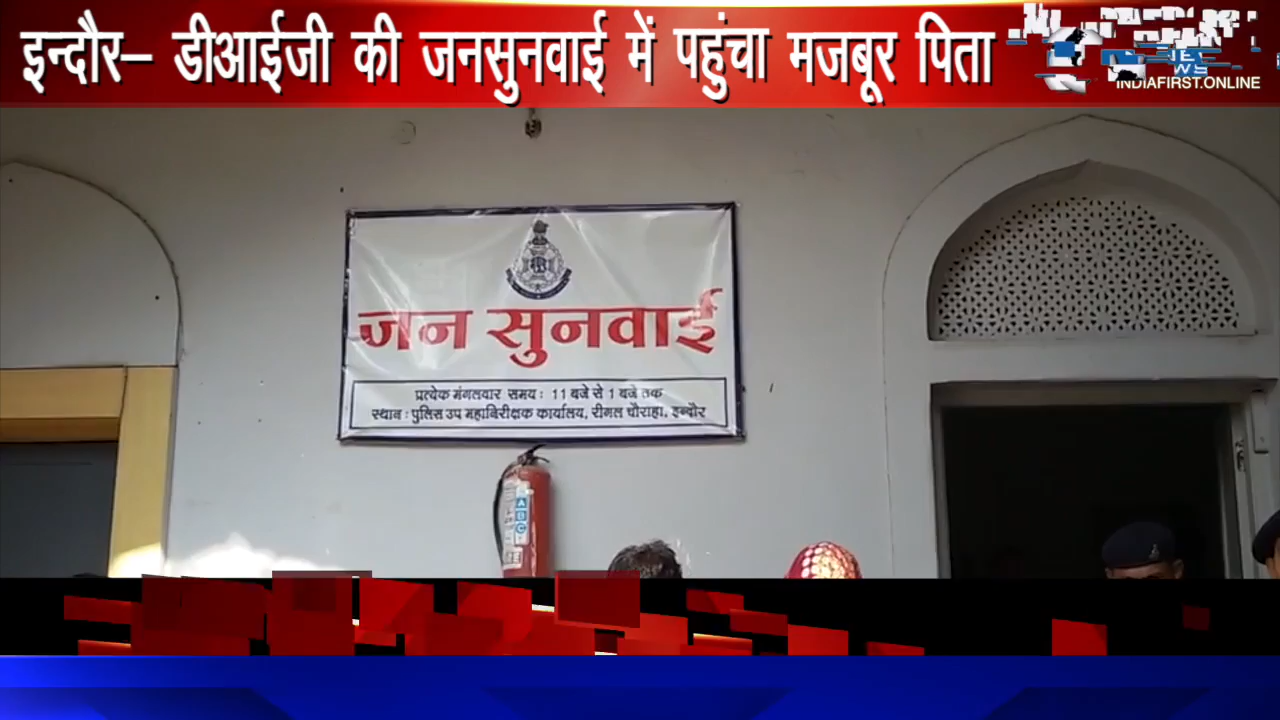 इन्दौर– डीआईजी की जनसुनवाई में पहुंचा मजबूर पिता
INDIAFIRST.ONLINE
जन सुनवाई
प्रत्येक मंगलवार समय : 11 बजे से 1 बजे तक
स्थान : पुलिस उप महानिरीक्षक कार्यालय, रीगल चौराहा, इन्दौर
ABC